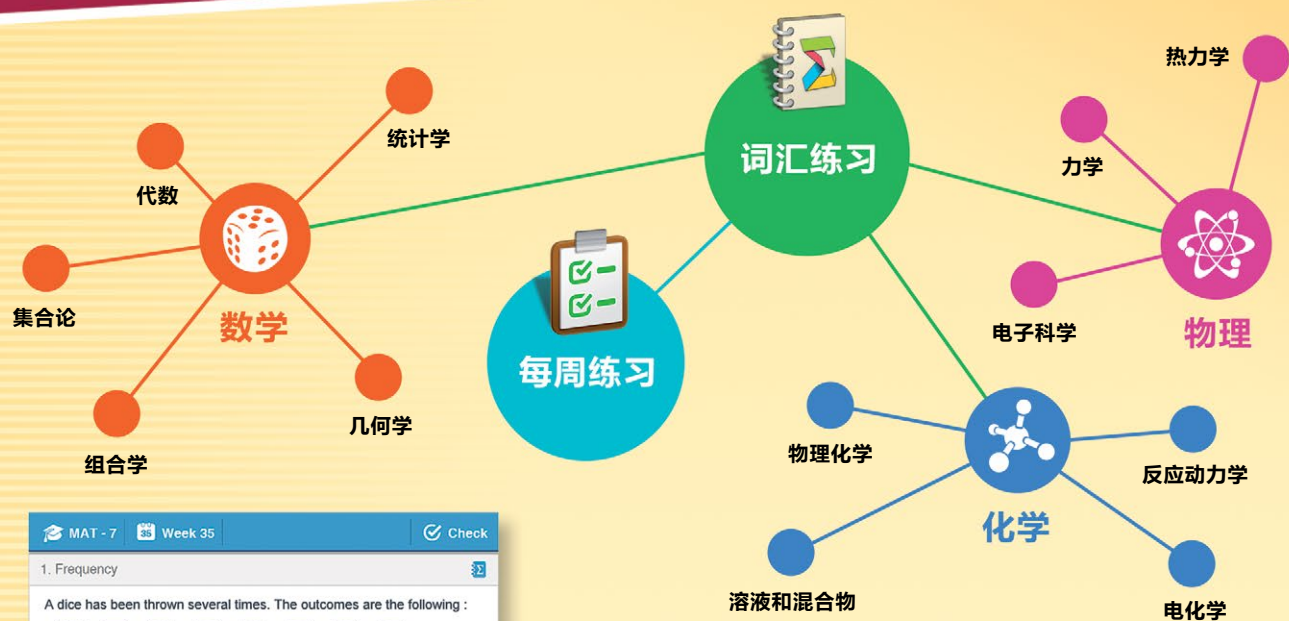 热力学
词汇练习
统计学
力学
代数
集合论
数学
电子科学
物理
每周练习
几何学
组合学
物理化学
反应动力学
化学
溶液和混合物
电化学
MAT - 7
35
Week 35
Check
1. Frequency
Σ
A dice has been thrown several times. The outcomes are the following :